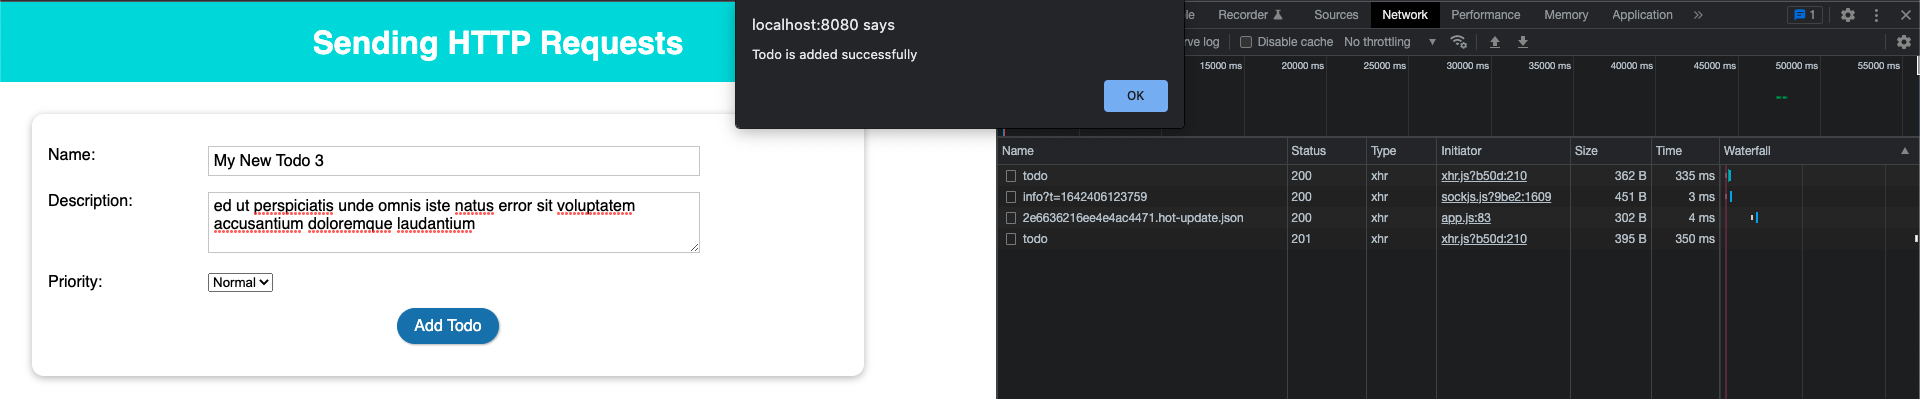 Sending HTTP Requests
Name:
My New Todo 3
Description:
ed ut perspiciatis unde omnis iste natus error sit voluptatem
accusantium doloremque laudantium
Priority:
Normal
Add Todo
localhost:8080 says
Todo is added successfully
OK
Recorder Sources Network Performance Memory Application » 1
Disable cache No throttling
15000 ms 20000 ms 25000 ms 30000 ms 35000 ms 40000 ms 45000 ms 50000 ms 55000 ms
Name Status Type Initiator Size Time Waterfall
todo 200 xhr xhr.js?b50d:210 362 B 335 ms
info?t=1642406123759 200 xhr sockjs.js?9be2:1609 451 B 3 ms
2e6636216ee4e4ac4471.hot-update.json 200 xhr app.js:83 302 B 4 ms
todo 201 xhr xhr.js?b50d:210 395 B 350 ms